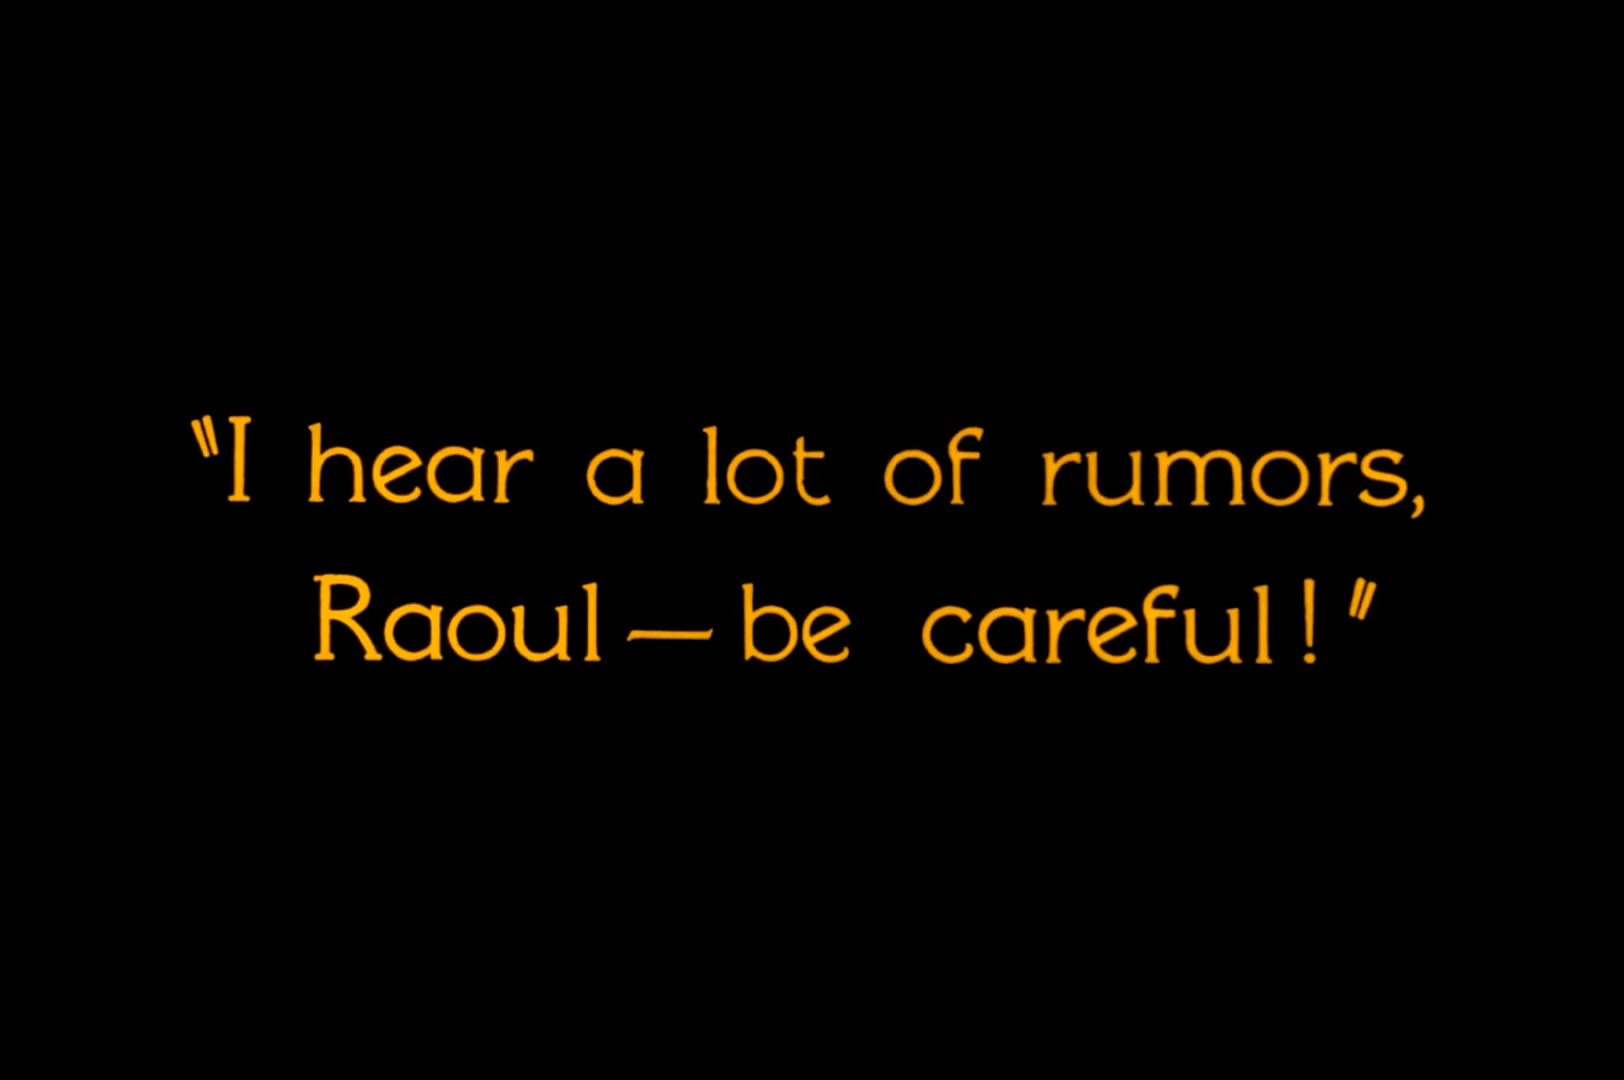 "I hear a lot of rumors,
Raoul — be careful!"